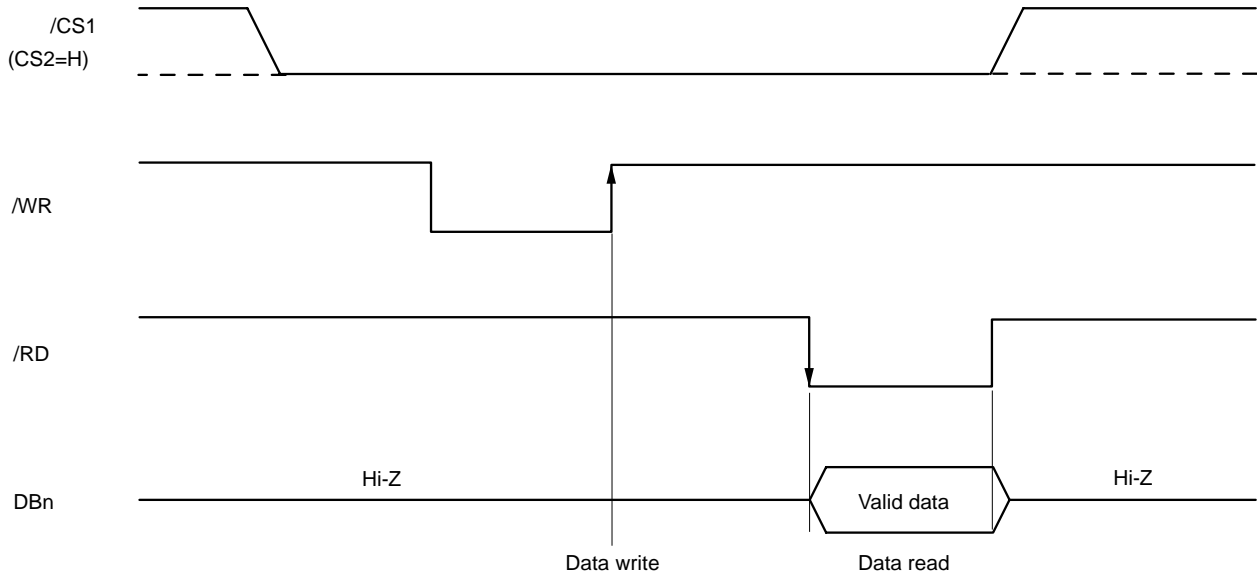 /CS1
(CS2=H)
/WR
/RD
DBn
Hi-Z
Valid data
Hi-Z
Data write
Data read